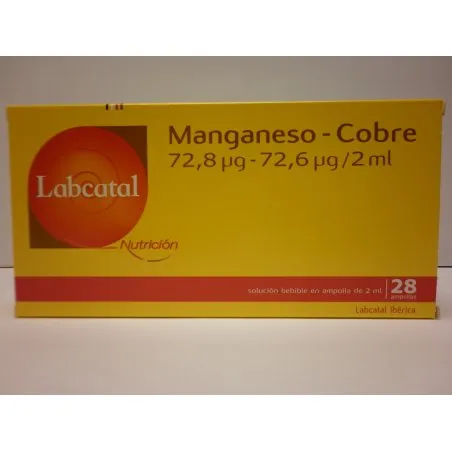 Labcatal
Nutrición
Manganeso - Cobre
72,8 µg - 72,6 µg/2 ml
solución bebible en ampolla de 2 ml
28
ampollas
Labcatal Ibérica